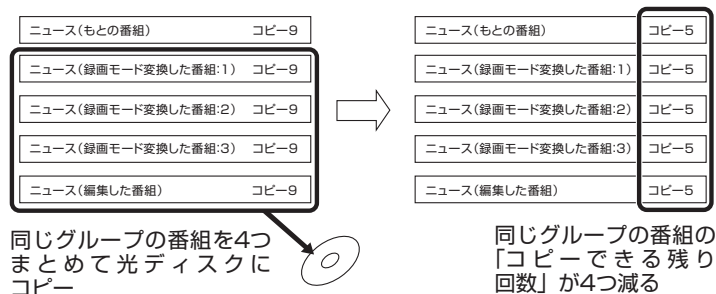 ニュース(もとの番組) コピー9
ニュース(録画モード変換した番組:1) コピー9
ニュース(録画モード変換した番組:2) コピー9
ニュース(録画モード変換した番組:3) コピー9
ニュース(編集した番組) コピー9
同じグループの番組を4つ
まとめて光ディスクに
コピー
ニュース(もとの番組) コピー5
ニュース(録画モード変換した番組:1) コピー5
ニュース(録画モード変換した番組:2) コピー5
ニュース(録画モード変換した番組:3) コピー5
ニュース(編集した番組) コピー5
同じグループの番組の
「コピーできる残り
回数」が4つ減る